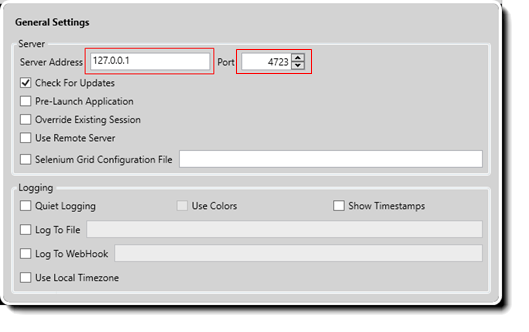 General Settings
Server
Server Address 127.0.0.1 Port 4723
Check For Updates
Pre-Launch Application
Override Existing Session
Use Remote Server
Selenium Grid Configuration File
Logging
Quiet Logging Use Colors Show Timestamps
Log To File
Log To WebHook
Use Local Timezone